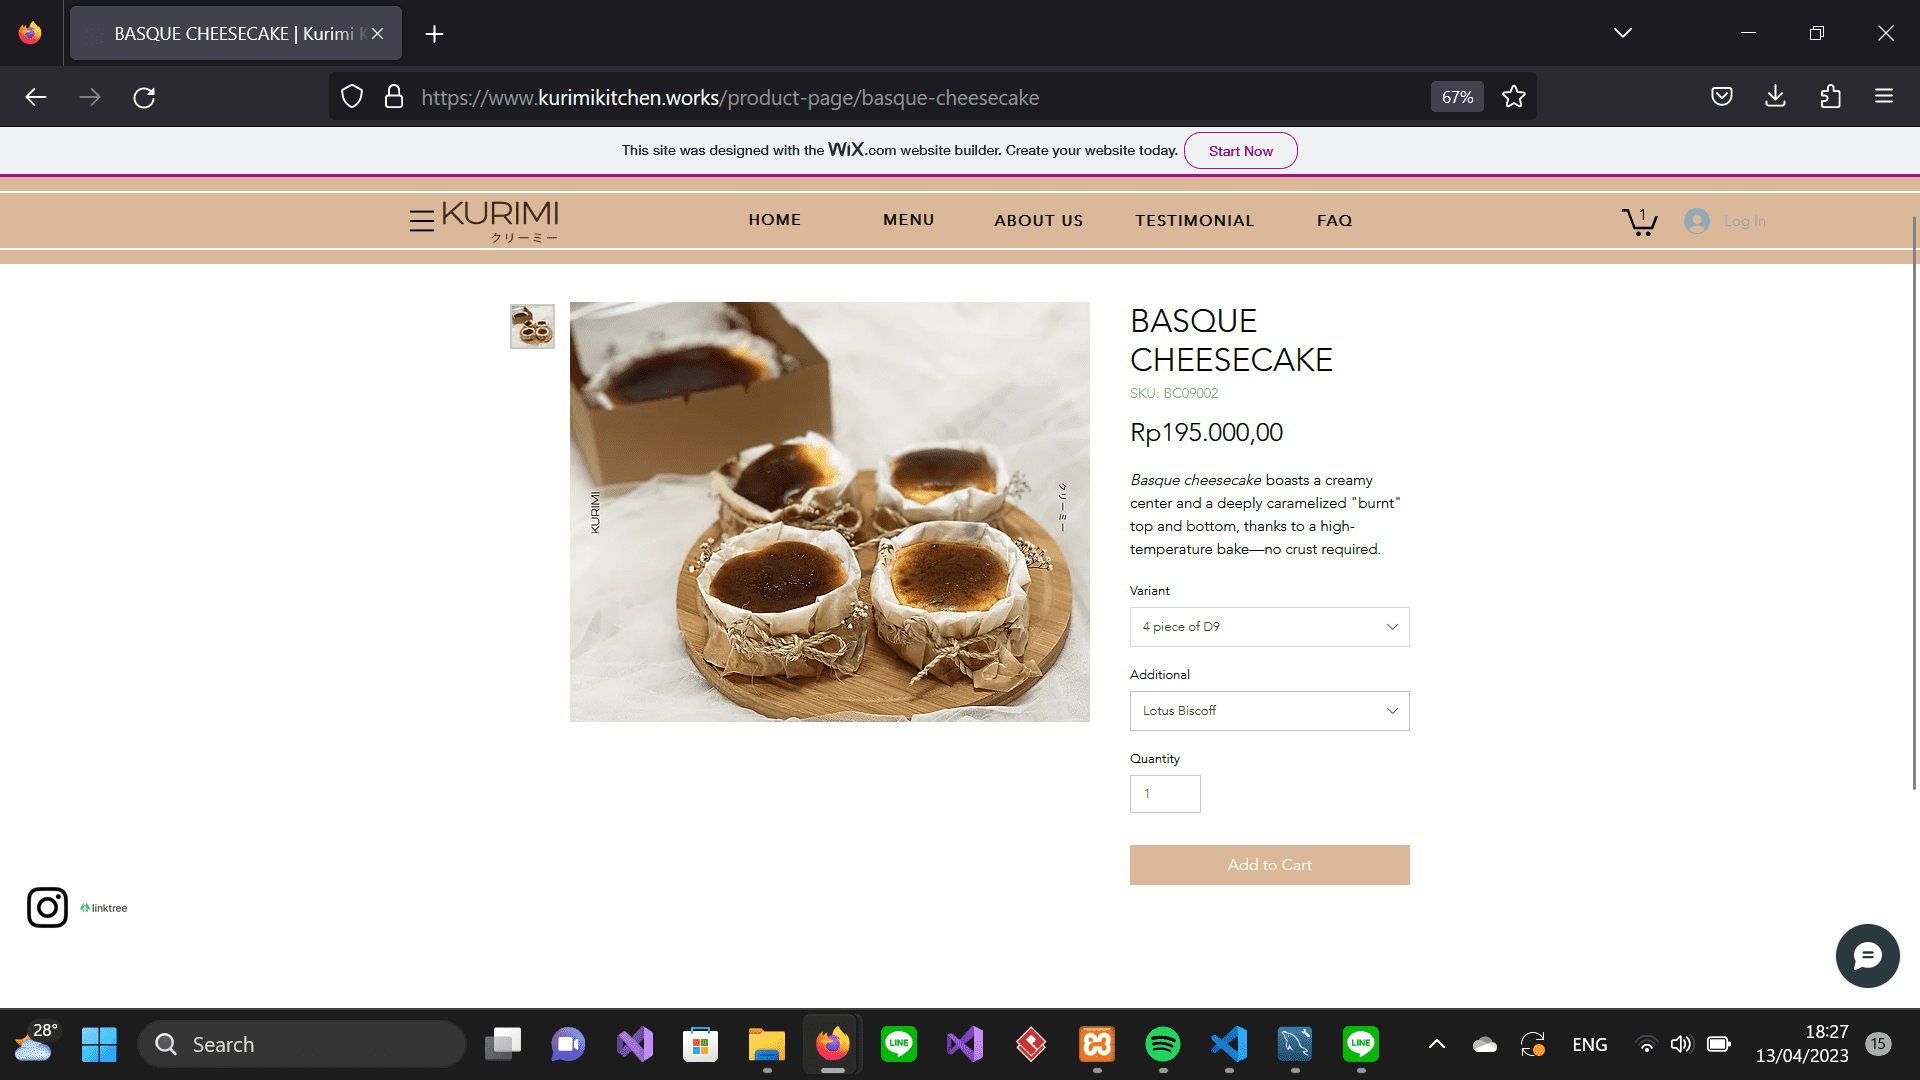 BASQUE CHEESECAKE | Kurimi K
https://www.kurimikitchen.works/product-page/basque-cheesecake
67%
This site was designed with the WiX.com website builder. Create your website today.
Start Now
KURIMI
クリーミー
HOME
MENU
ABOUT US
TESTIMONIAL
FAQ
1
Log In
KURIMI
クリーミー
BASQUE
CHEESECAKE
SKU: BC09002
Rp195.000,00
Basque cheesecake boasts a creamy
center and a deeply caramelized "burnt"
top and bottom, thanks to a high-
temperature bake—no crust required.
Variant
4 piece of D9
Additional
Lotus Biscoff
Quantity
1
Add to Cart
linktree
28°
Search
LINE
LINE
ENG
18:27
13/04/2023
15